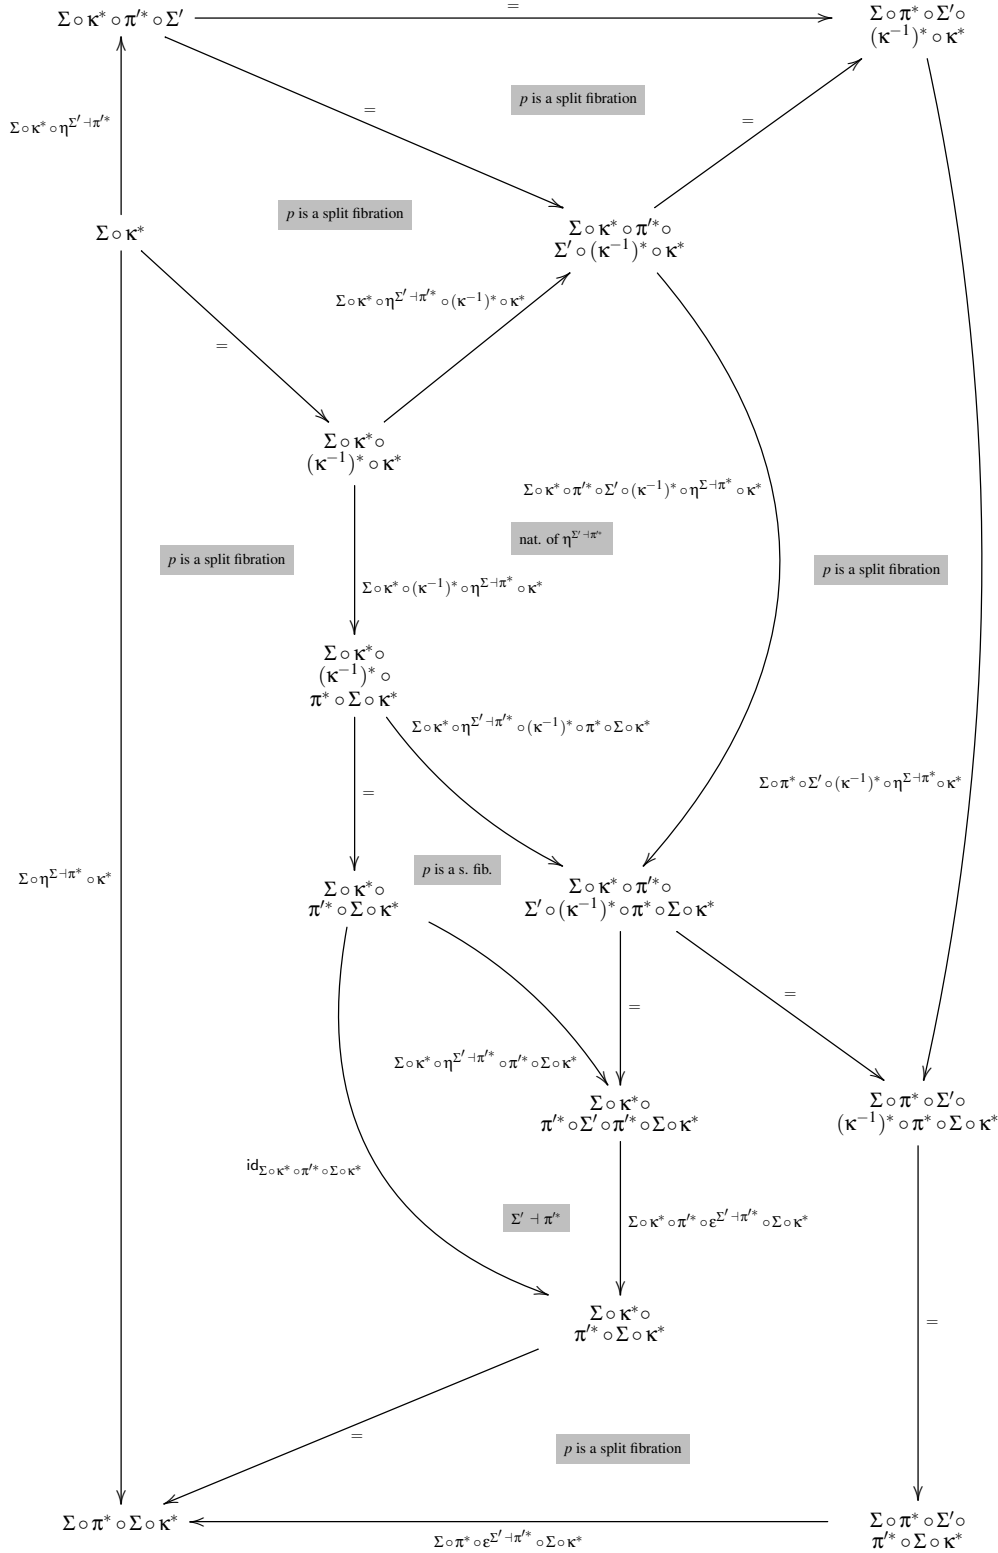 Σ∘κ*∘π′*∘Σ′
=
Σ∘π*∘Σ′∘
(κ⁻¹)*∘κ*
p is a split fibration
=
=
Σ∘κ*∘η^{Σ′⊣π′*}
p is a split fibration
Σ∘κ*
Σ∘κ*∘π′*∘
Σ′∘(κ⁻¹)*∘κ*
Σ∘κ*∘η^{Σ′⊣π′*}∘(κ⁻¹)*∘κ*
=
Σ∘κ*∘
(κ⁻¹)*∘κ*
Σ∘κ*∘π′*∘Σ′∘(κ⁻¹)*∘η^{Σ⊣π*}∘κ*
nat. of η^{Σ′⊣π′*}
p is a split fibration
p is a split fibration
Σ∘κ*∘(κ⁻¹)*∘η^{Σ⊣π*}∘κ*
Σ∘κ*∘
(κ⁻¹)*∘
π*∘Σ∘κ*
Σ∘κ*∘η^{Σ′⊣π′*}∘(κ⁻¹)*∘π*∘Σ∘κ*
=
Σ∘π*∘Σ′∘(κ⁻¹)*∘η^{Σ⊣π*}∘κ*
Σ∘η^{Σ⊣π*}∘κ*
p is a s. fib.
Σ∘κ*∘
π′*∘Σ∘κ*
Σ∘κ*∘π′*∘
Σ′∘(κ⁻¹)*∘π*∘Σ∘κ*
=
=
Σ∘κ*∘η^{Σ′⊣π′*}∘π′*∘Σ∘κ*
Σ∘κ*∘
π′*∘Σ′∘π′*∘Σ∘κ*
Σ∘π*∘Σ′∘
(κ⁻¹)*∘π*∘Σ∘κ*
id_{Σ∘κ*∘π′*∘Σ∘κ*}
Σ′⊣π′*
Σ∘κ*∘π′*∘ε^{Σ′⊣π′*}∘Σ∘κ*
Σ∘κ*∘
π′*∘Σ∘κ*
=
=
p is a split fibration
Σ∘π*∘Σ∘κ*
Σ∘π*∘ε^{Σ′⊣π′*}∘Σ∘κ*
Σ∘π*∘Σ′∘
π′*∘Σ∘κ*